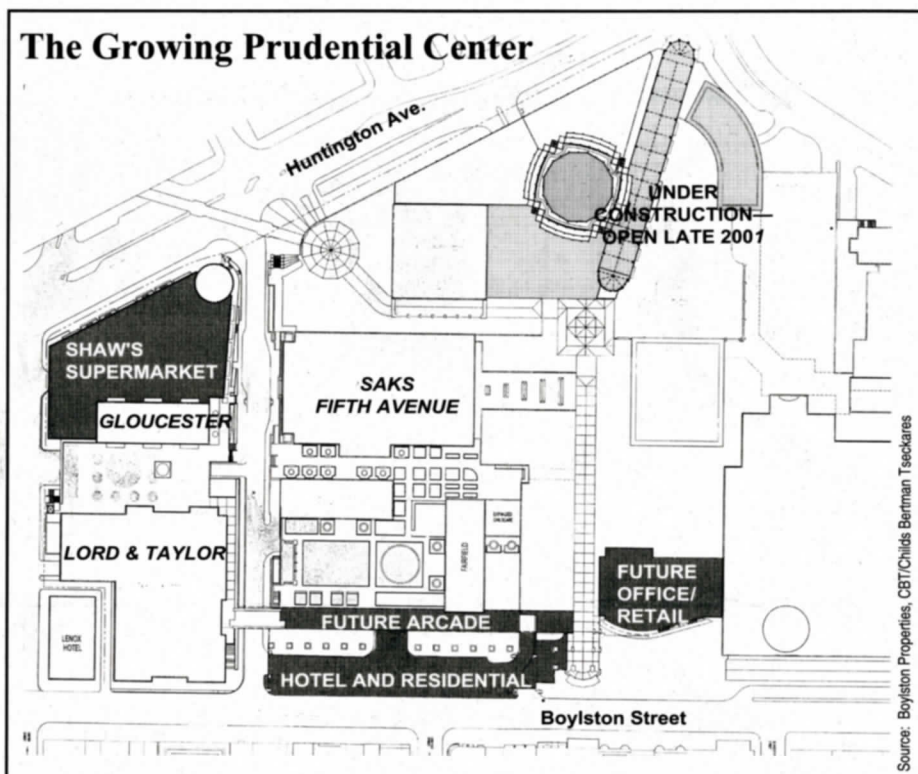 The Growing Prudential Center
Huntington Ave.
UNDER
CONSTRUCTION—
OPEN LATE 2001
SHAW'S
SUPERMARKET
GLOUCESTER
SAKS
FIFTH AVENUE
LORD & TAYLOR
LENOX
HOTEL
FAIRFIELD
FUTURE
OFFICE/
RETAIL
FUTURE ARCADE
HOTEL AND RESIDENTIAL
Boylston Street
Source: Boylston Properties, CBT/Childs Bertman Tseckares